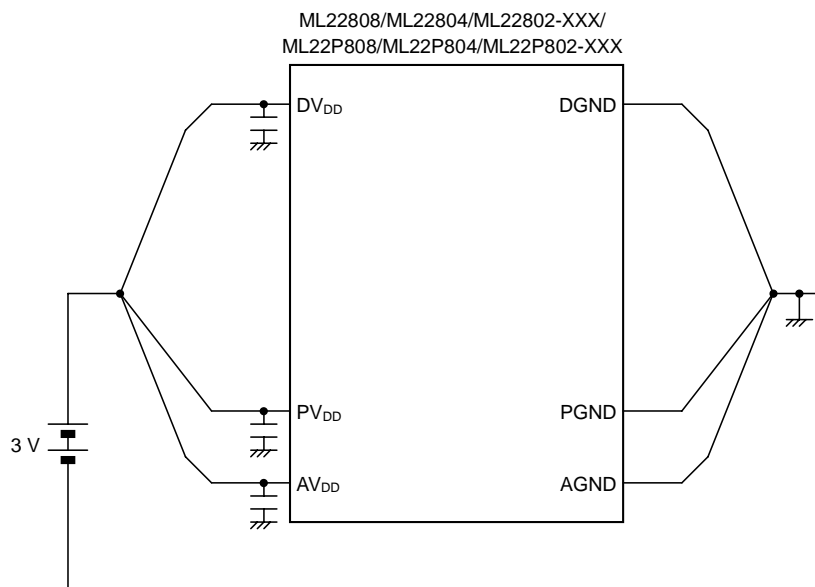 ML22808/ML22804/ML22802-XXX/
ML22P808/ML22P804/ML22P802-XXX
DVDD
DGND
PVDD
PGND
3 V
AVDD
AGND